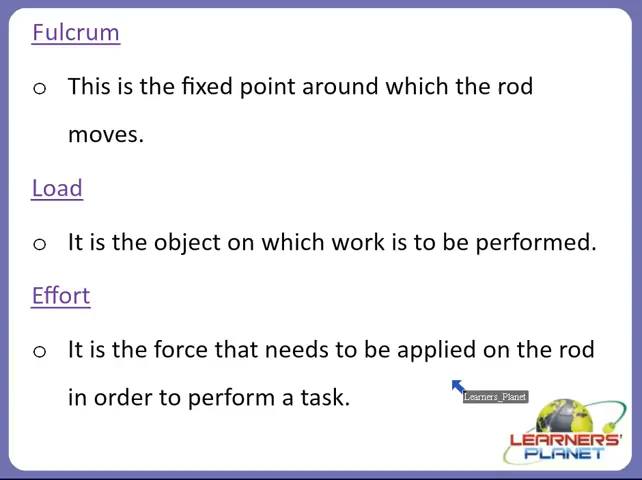 Fulcrum
o This is the fixed point around which the rod
moves.
Load
o It is the object on which work is to be performed.
Effort
o It is the force that needs to be applied on the rod
in order to perform a task.
Learners_Planet
LEARNERS'
PLANET